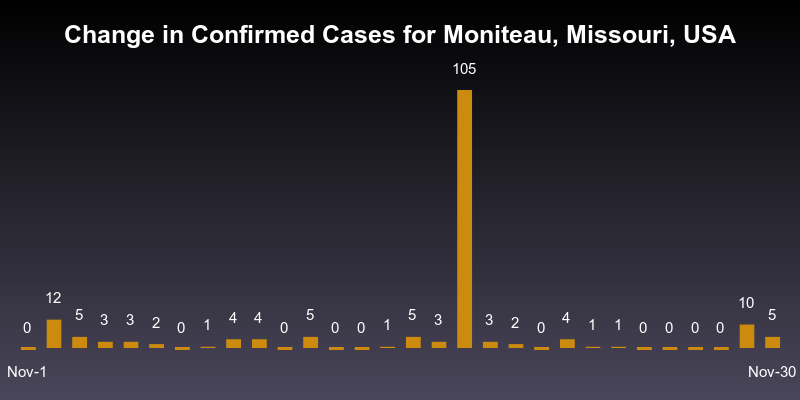 Change in Confirmed Cases for Moniteau, Missouri, USA
105
0 12 5 3 3 2 0 1 4 4 0 5 0 0 1 5 3 3 2 0 4 1 1 0 0 0 0 10 5
Nov-1 Nov-30